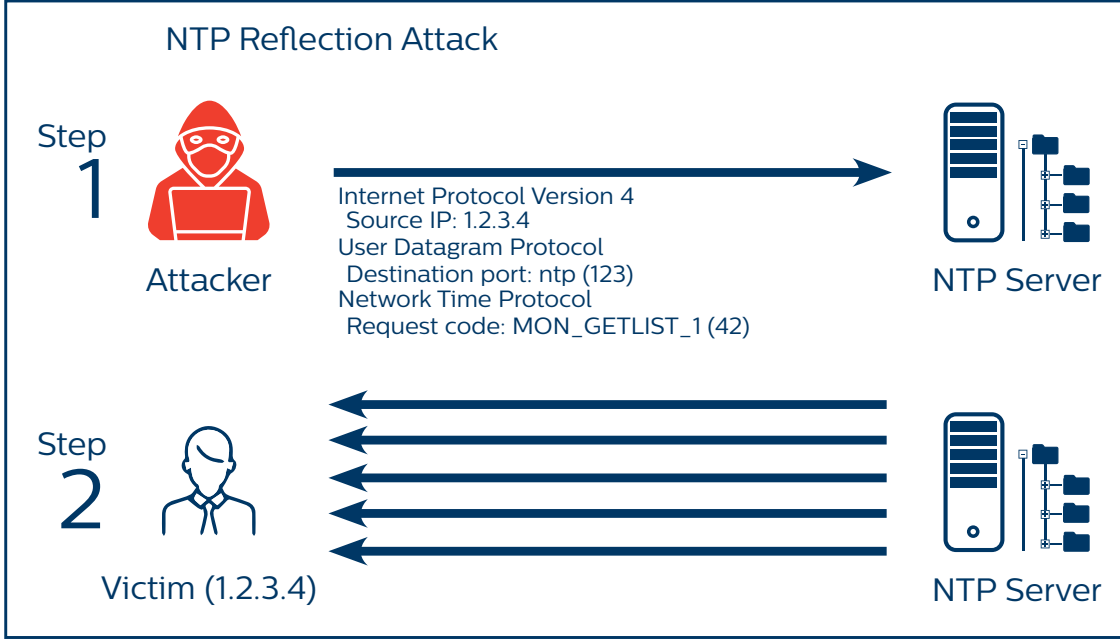 NTP Reflection Attack
Step
1
Attacker
Internet Protocol Version 4
Source IP: 1.2.3.4
User Datagram Protocol
Destination port: ntp (123)
Network Time Protocol
Request code: MON_GETLIST_1 (42)
NTP Server
Step
2
Victim (1.2.3.4)
NTP Server